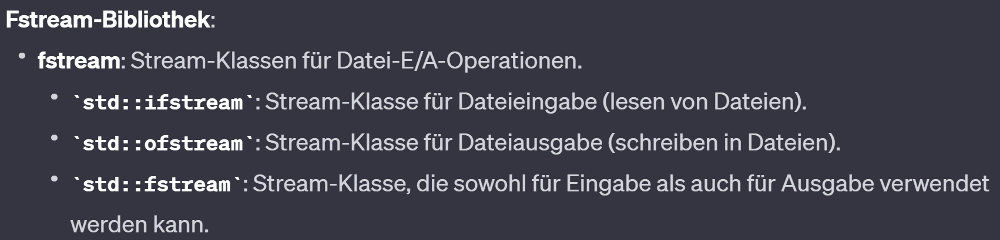 Fstream-Bibliothek:
• fstream: Stream-Klassen für Datei-E/A-Operationen.
• `std::ifstream`: Stream-Klasse für Dateieingabe (lesen von Dateien).
• `std::ofstream`: Stream-Klasse für Dateiausgabe (schreiben in Dateien).
• `std::fstream`: Stream-Klasse, die sowohl für Eingabe als auch für Ausgabe verwendet
werden kann.